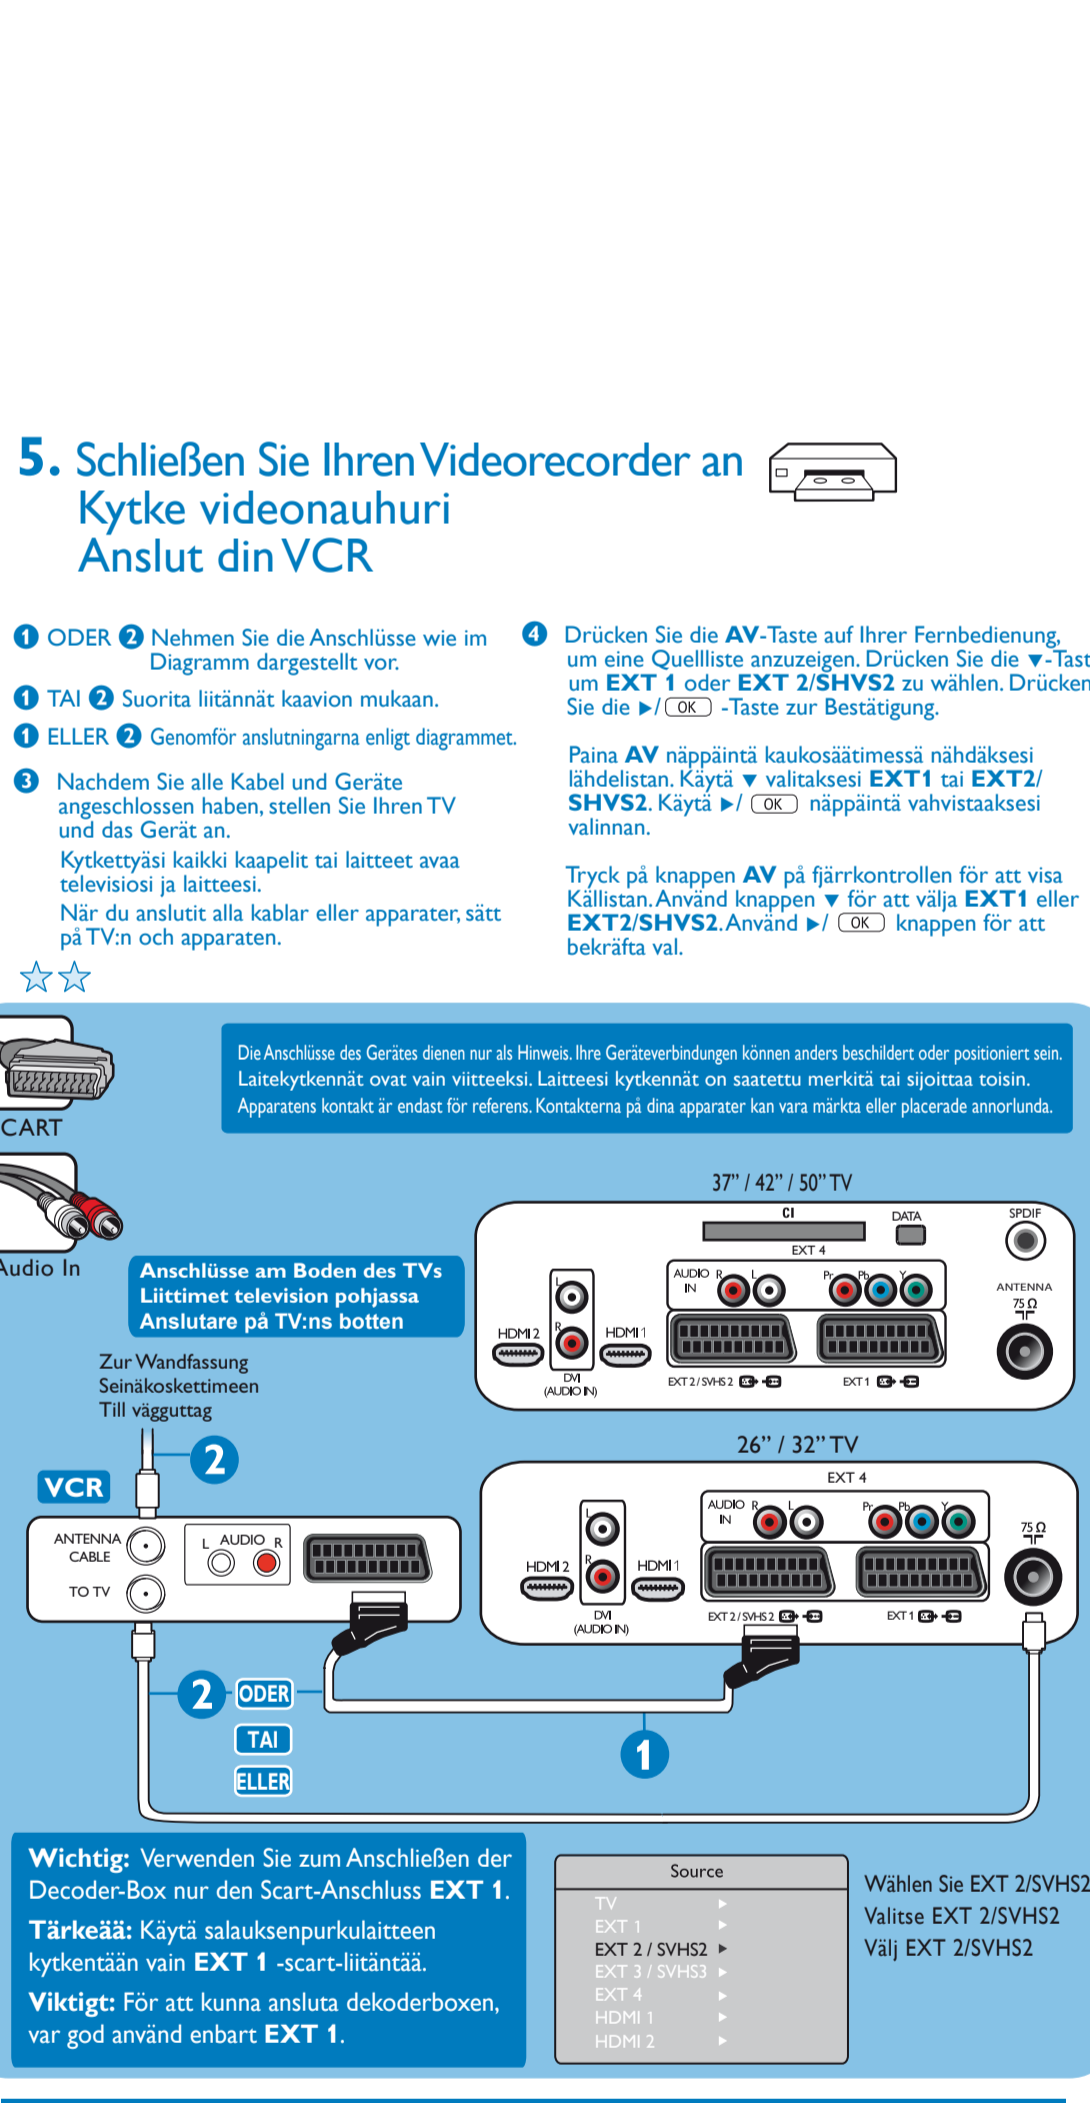 5. Schließen Sie Ihren Videorecorder an
Kytke videonauhuri
Anslut din VCR
1 ODER 2 Nehmen Sie die Anschlüsse wie im
Diagramm dargestellt vor.
1 TAI 2 Suorita liitännät kaavion mukaan.
1 ELLER 2 Genomför anslutningarna enligt diagrammet.
3 Nachdem Sie alle Kabel und Geräte
angeschlossen haben, stellen Sie Ihren TV
und das Gerät an.
Kytkettyäsi kaikki kaapelit tai laitteet avaa
televisiosi ja laitteesi.
När du anslutit alla kablar eller apparater, sätt
på TV:n och apparaten.
4 Drücken Sie die AV-Taste auf Ihrer Fernbedienung,
um eine Quellliste anzuzeigen. Drücken Sie die ▼-Tast
um EXT 1 oder EXT 2/SHVS2 zu wählen. Drücken
Sie die ►/ OK -Taste zur Bestätigung.
Paina AV näppäintä kaukosäätimessä nähdäksesi
lähdelistan. Käytä ▼ valitaksesi EXT1 tai EXT2/
SHVS2. Käytä ►/ OK näppäintä vahvistaaksesi
valinnan.
Tryck på knappen AV på fjärrkontrollen för att visa
Källistan. Använd knappen ▼ för att välja EXT1 eller
EXT2/SHVS2. Använd ►/ OK knappen för att
bekräfta val.
CART
Audio In
Die Anschlüsse des Gerätes dienen nur als Hinweis. Ihre Geräteverbindungen können anders beschildert oder positioniert sein.
Laitekytkennät ovat vain viitteeksi. Laitteesi kytkennät on saatettu merkitä tai sijoittaa toisin.
Apparatens kontakt är endast för referens. Kontakterna på dina apparater kan vara märkta eller placerade annorlunda.
Anschlüsse am Boden des TVs
Liittimet television pohjassa
Anslutare på TV:ns botten
37” / 42” / 50” TV
CI
DATA
SPDIF
EXT 4
AUDIO IN R L
Pr Pb Y
ANTENNA
75 Ω
HDMI 2
L
R
HDMI 1
DVI
(AUDIO IN)
EXT 2 / SVHS 2
EXT 1
Zur Wandfassung
Seinäkoskettimeen
Till vägguttag
2
VCR
ANTENNA
CABLE
TO TV
L AUDIO R
26” / 32” TV
EXT 4
AUDIO IN R L
Pr Pb Y
75 Ω
HDMI 2
L
R
HDMI 1
DVI
(AUDIO IN)
EXT 2 / SVHS 2
EXT 1
2 ODER
TAI
ELLER
1
Wichtig: Verwenden Sie zum Anschließen der
Decoder-Box nur den Scart-Anschluss EXT 1.
Tärkeää: Käytä salauksenpurkulaitteen
kytkentään vain EXT 1 -scart-liitäntää.
Viktigt: För att kunna ansluta dekoderboxen,
var god använd enbart EXT 1.
Source
TV ►
EXT 1 ►
EXT 2 / SVHS2 ►
EXT 3 / SVHS3 ►
EXT 4 ►
HDMI 1 ►
HDMI 2 ►
Wählen Sie EXT 2/SVHS2
Valitse EXT 2/SVHS2
Välj EXT 2/SVHS2